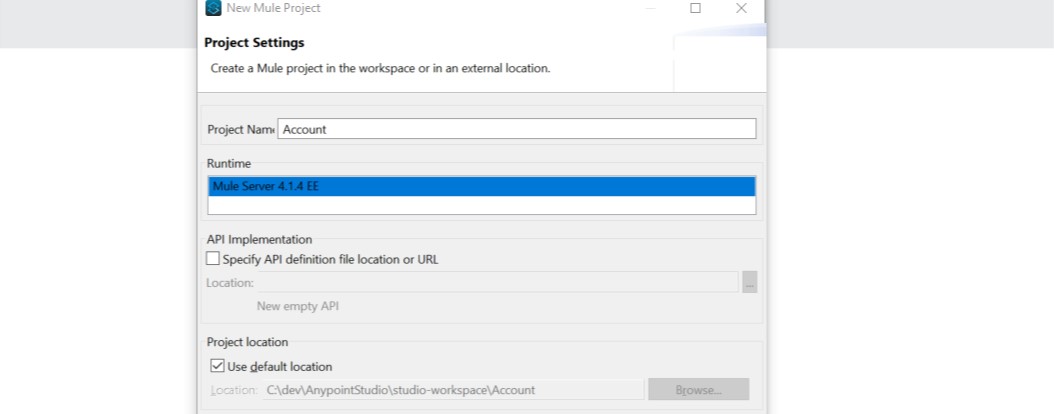 New Mule Project
Project Settings
Create a Mule project in the workspace or in an external location.
Project Name Account
Runtime
Mule Server 4.1.4 EE
API Implementation
Specify API definition file location or URL
Location:
...
New empty API
Project location
Use default location
Location: C:\dev\AnypointStudio\studio-workspace\Account Browse...